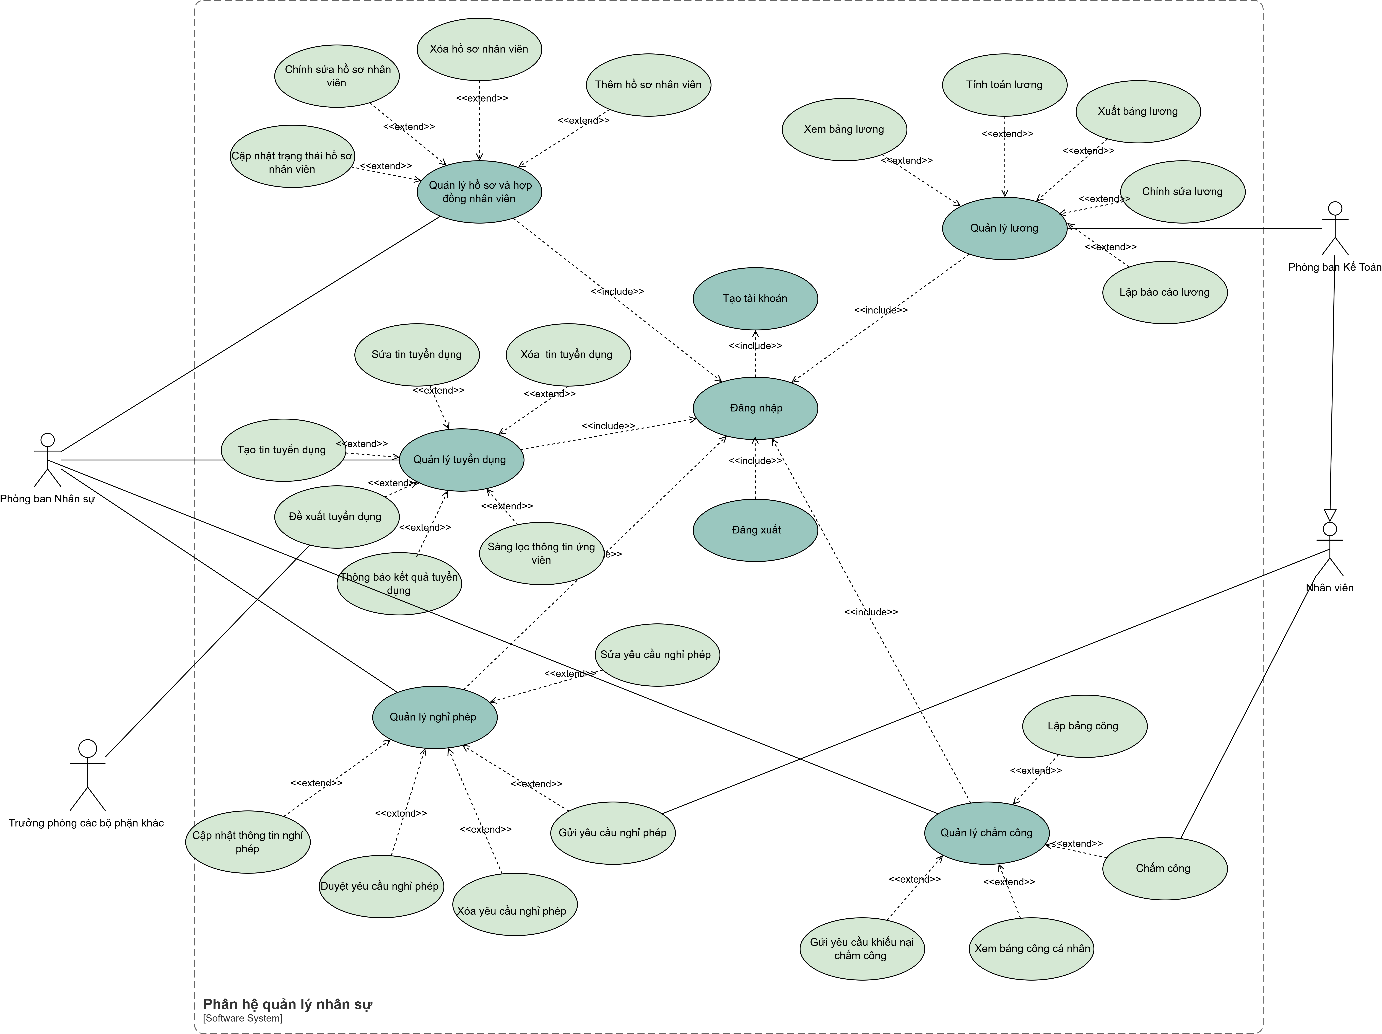 Xóa hồ sơ nhân viên
Chỉnh sửa hồ sơ nhân
viên
Thêm hồ sơ nhân viên
<<extend>>
<<extend>>
<<extend>>
Cập nhật trạng thái hồ sơ
nhân viên
<<extend>>
Quản lý hồ sơ và hợp
đồng nhân viên
Tính toán lương
Xem bảng lương
Xuất bảng lương
<<extend>>
<<extend>>
<<extend>>
Chỉnh sửa lương
<<extend>>
Quản lý lương
<<extend>>
Lập báo cáo lương
Phòng ban Kế Toán
<<include>>
Tạo tài khoản
<<include>>
<<include>>
Sửa tin tuyển dụng
Xóa tin tuyển dụng
<<extend>>
<<extend>>
Đăng nhập
<<include>>
Tạo tin tuyển dụng
<<extend>>
Quản lý tuyển dụng
<<include>>
Phòng ban Nhân sự
<<extend>>
Đề xuất tuyển dụng
<<extend>>
<<extend>>
Đăng xuất
Sàng lọc thông tin ứng
viên
le>>
Thông báo kết quả tuyển
dụng
Nhân viên
<<include>>
Sửa yêu cầu nghỉ phép
<<extend>>
Quản lý nghỉ phép
Lập bảng công
<<extend>>
<<extend>>
<<extend>>
<<extend>>
<<extend>>
Trưởng phòng các bộ phận khác
Cập nhật thông tin nghỉ
phép
Gửi yêu cầu nghỉ phép
Quản lý chấm công
<<extend>>
Chấm công
Duyệt yêu cầu nghỉ phép
Xóa yêu cầu nghỉ phép
<<extend>>
<<extend>>
Gửi yêu cầu khiếu nại
chấm công
Xem bảng công cá nhân
Phân hệ quản lý nhân sự
[Software System]